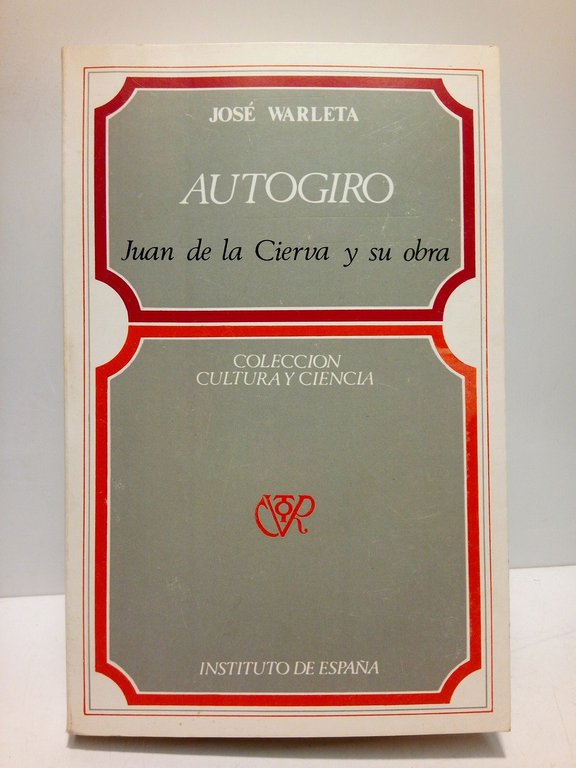 JOSÉ WARLETA
AUTOGIRO
Juan de la Cierva y su obra
COLECCION
CULTURA Y CIENCIA
INSTITUTO DE ESPAÑA